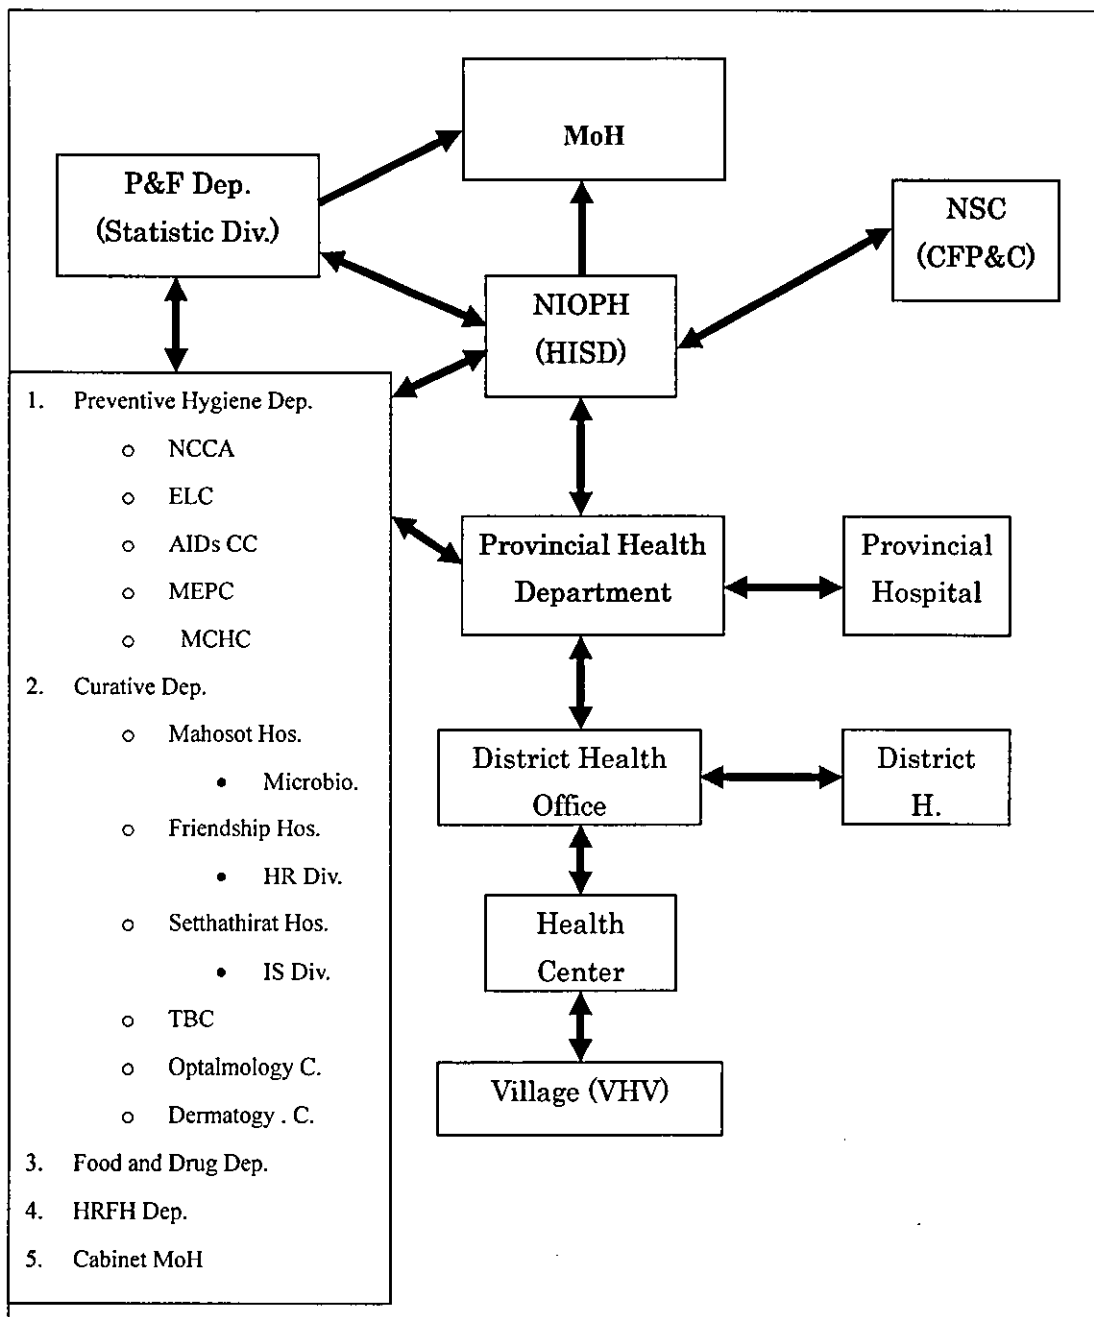 MoH
P&F Dep.
(Statistic Div.)
NSC
(CFP&C)
NIOPH
(HISD)
1. Preventive Hygiene Dep.
o NCCA
o ELC
o AIDs CC
o MEPC
o MCHC
2. Curative Dep.
o Mahosot Hos.
• Microbio.
o Friendship Hos.
• HR Div.
o Setthathirat Hos.
• IS Div.
o TBC
o Optalmology C.
o Dermatogy . C.
3. Food and Drug Dep.
4. HRFH Dep.
5. Cabinet MoH
Provincial Health
Department
Provincial
Hospital
District Health
Office
District
H.
Health
Center
Village (VHV)